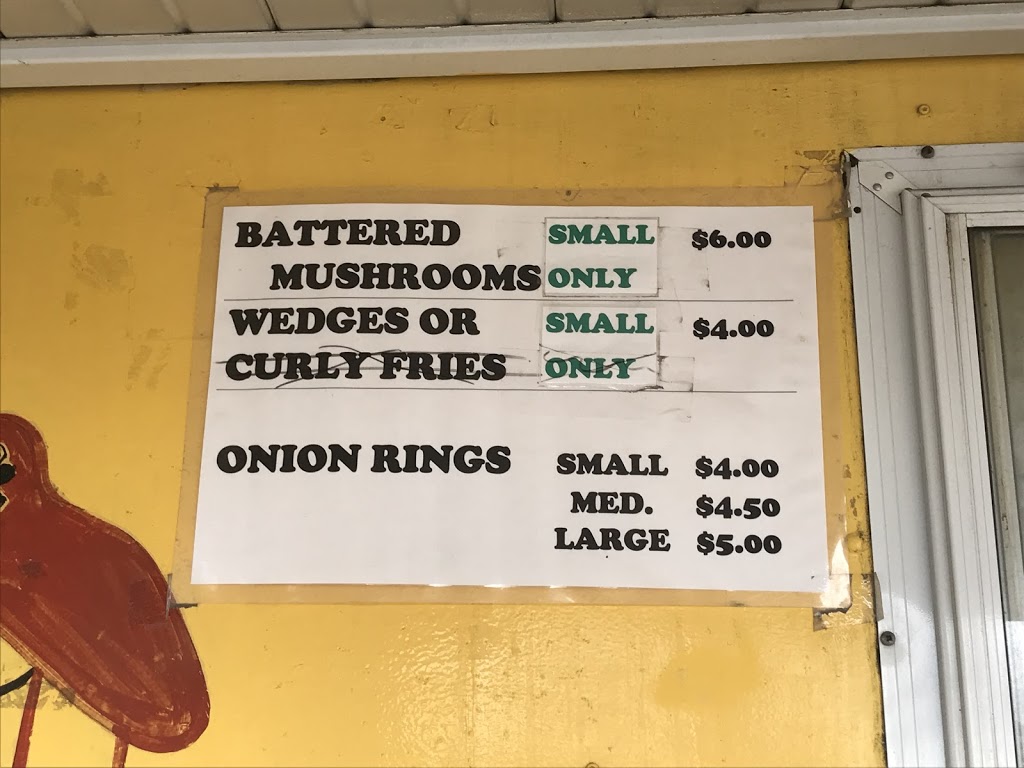 BATTERED SMALL $6.00
MUSHROOMS ONLY
WEDGES OR SMALL $4.00
CURLY FRIES ONLY
ONION RINGS SMALL $4.00
MED. $4.50
LARGE $5.00